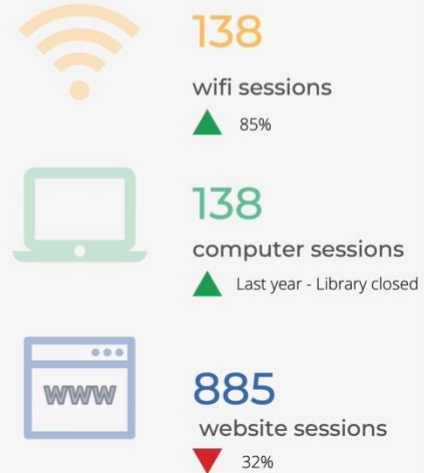 138
wifi sessions
85%
138
computer sessions
Last year - Library closed
www
885
website sessions
32%